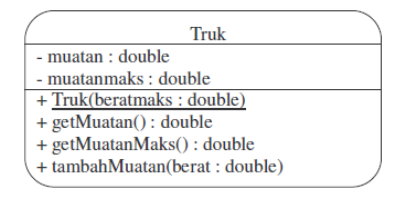 Truk
- muatan : double
- muatanmaks : double
+ Truk(beratmaks : double)
+ getMuatan() : double
+ getMuatanMaks() : double
+ tambahMuatan(berat : double)